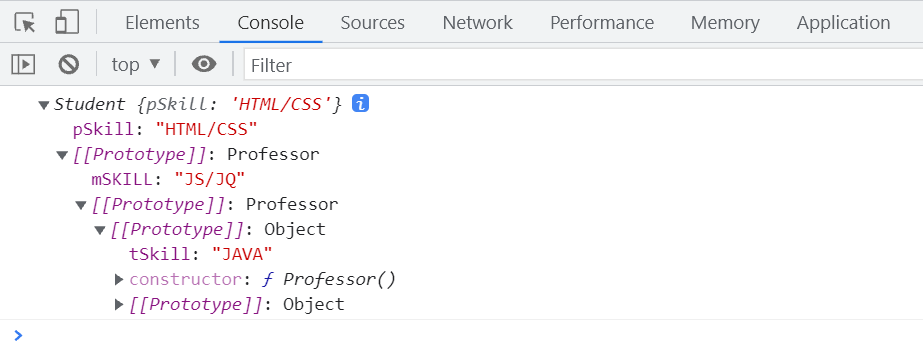 Elements Console Sources Network Performance Memory Application
top ▼ Filter
▼ Student {pSkill: 'HTML/CSS'} i
pSkill: "HTML/CSS"
▼ [[Prototype]]: Professor
mSKILL: "JS/JQ"
▼ [[Prototype]]: Professor
▼ [[Prototype]]: Object
tSkill: "JAVA"
▶ constructor: ƒ Professor()
▶ [[Prototype]]: Object
>